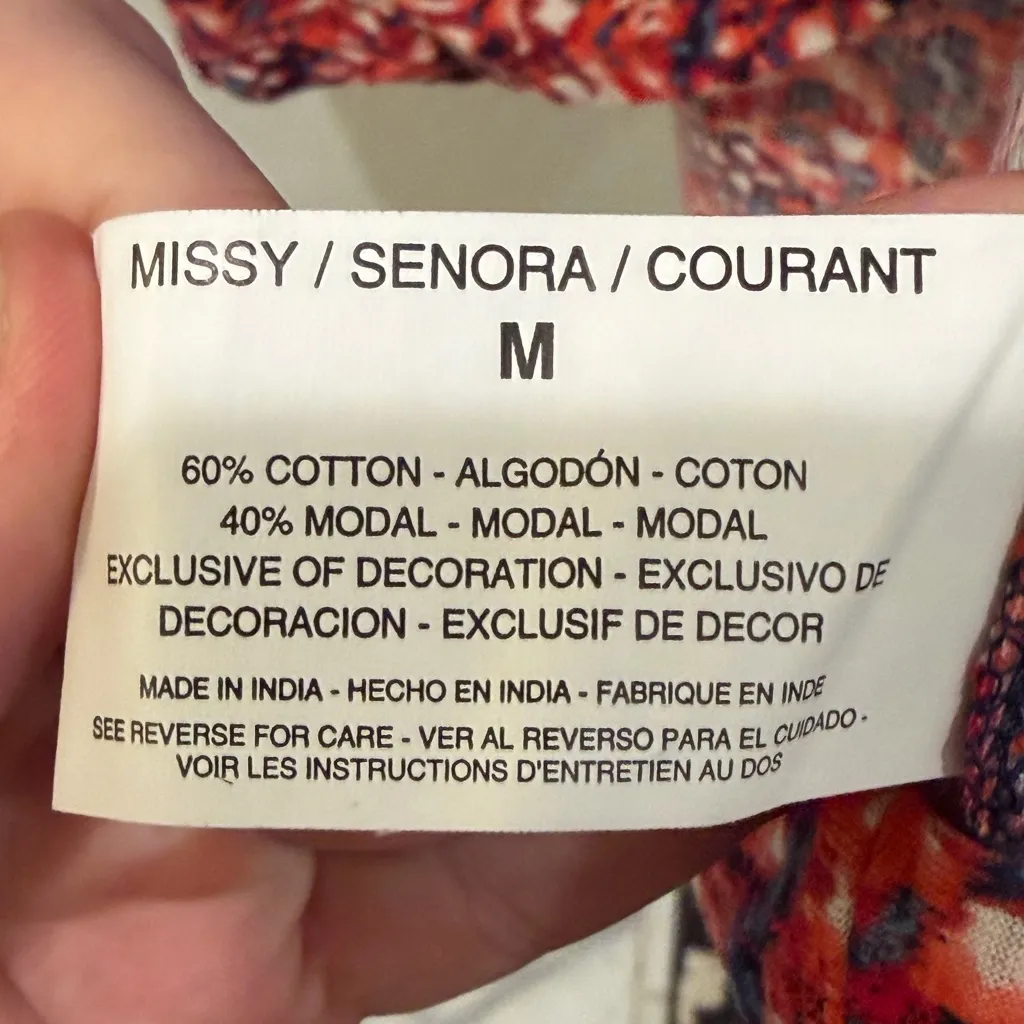 MISSY / SENORA / COURANT
M
60% COTTON - ALGODÓN - COTON
40% MODAL - MODAL - MODAL
EXCLUSIVE OF DECORATION - EXCLUSIVO DE
DECORACION - EXCLUSIF DE DECOR
MADE IN INDIA - HECHO EN INDIA - FABRIQUE EN INDE
SEE REVERSE FOR CARE - VER AL REVERSO PARA EL CUIDADO -
VOIR LES INSTRUCTIONS D'ENTRETIEN AU DOS